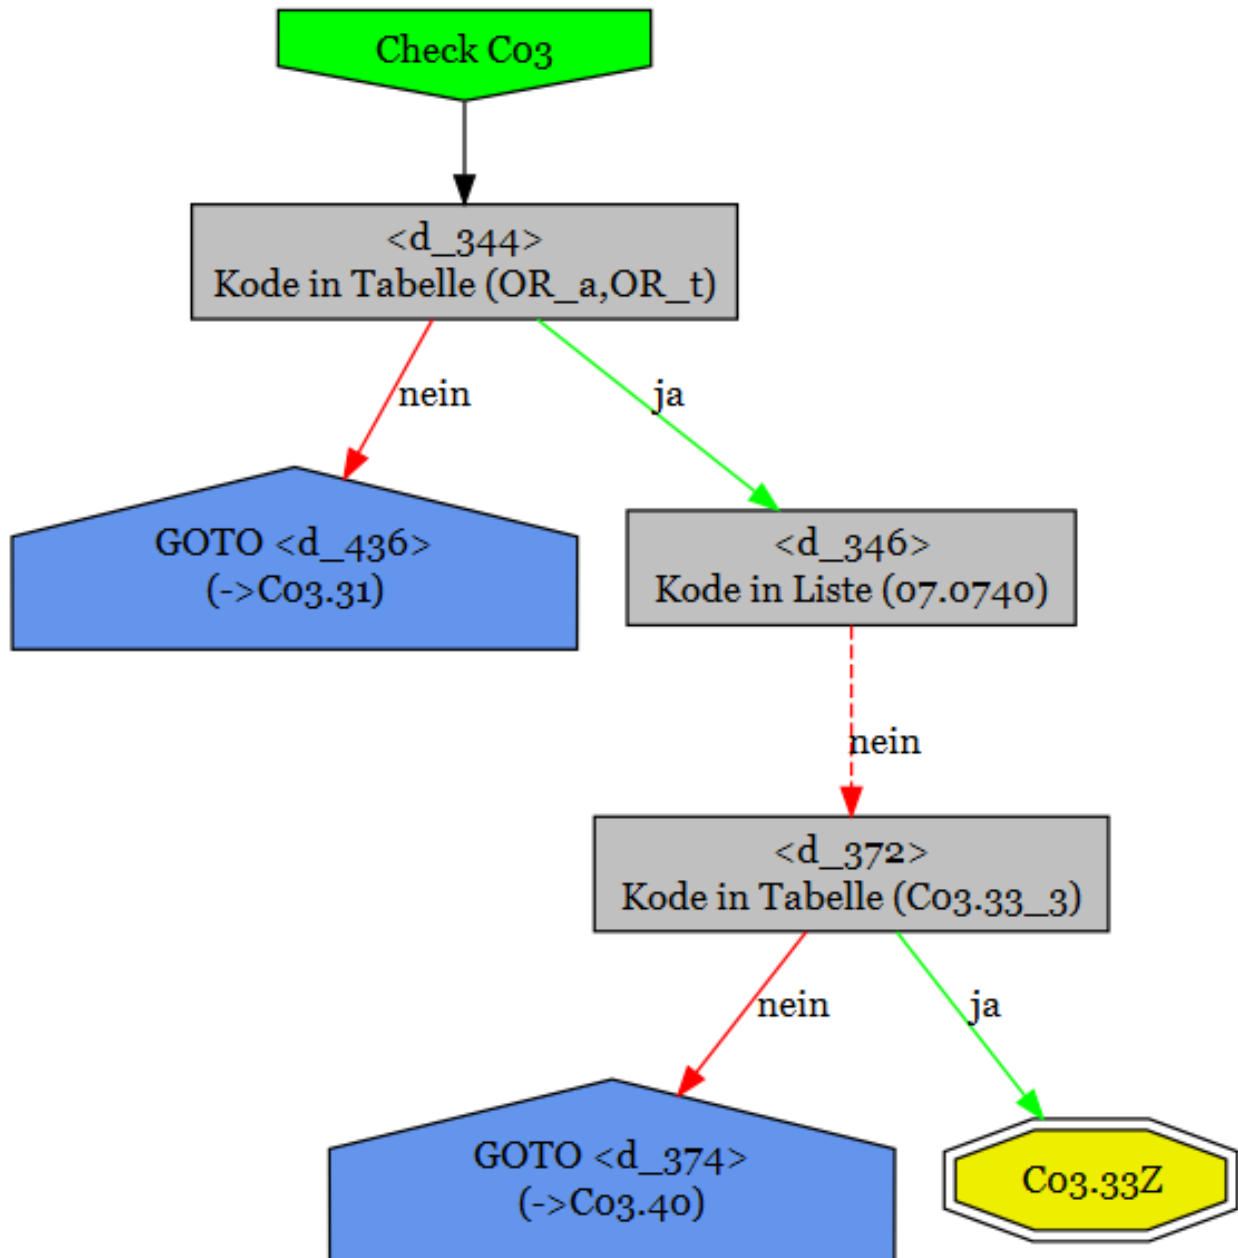 Check C03
<d_344>
Kode in Tabelle (OR_a,OR_t)
nein
ja
GOTO <d_436>
(->C03.31)
<d_346>
Kode in Liste (07.0740)
nein
<d_372>
Kode in Tabelle (C03.33_3)
nein
ja
GOTO <d_374>
(->C03.40)
C03.33Z